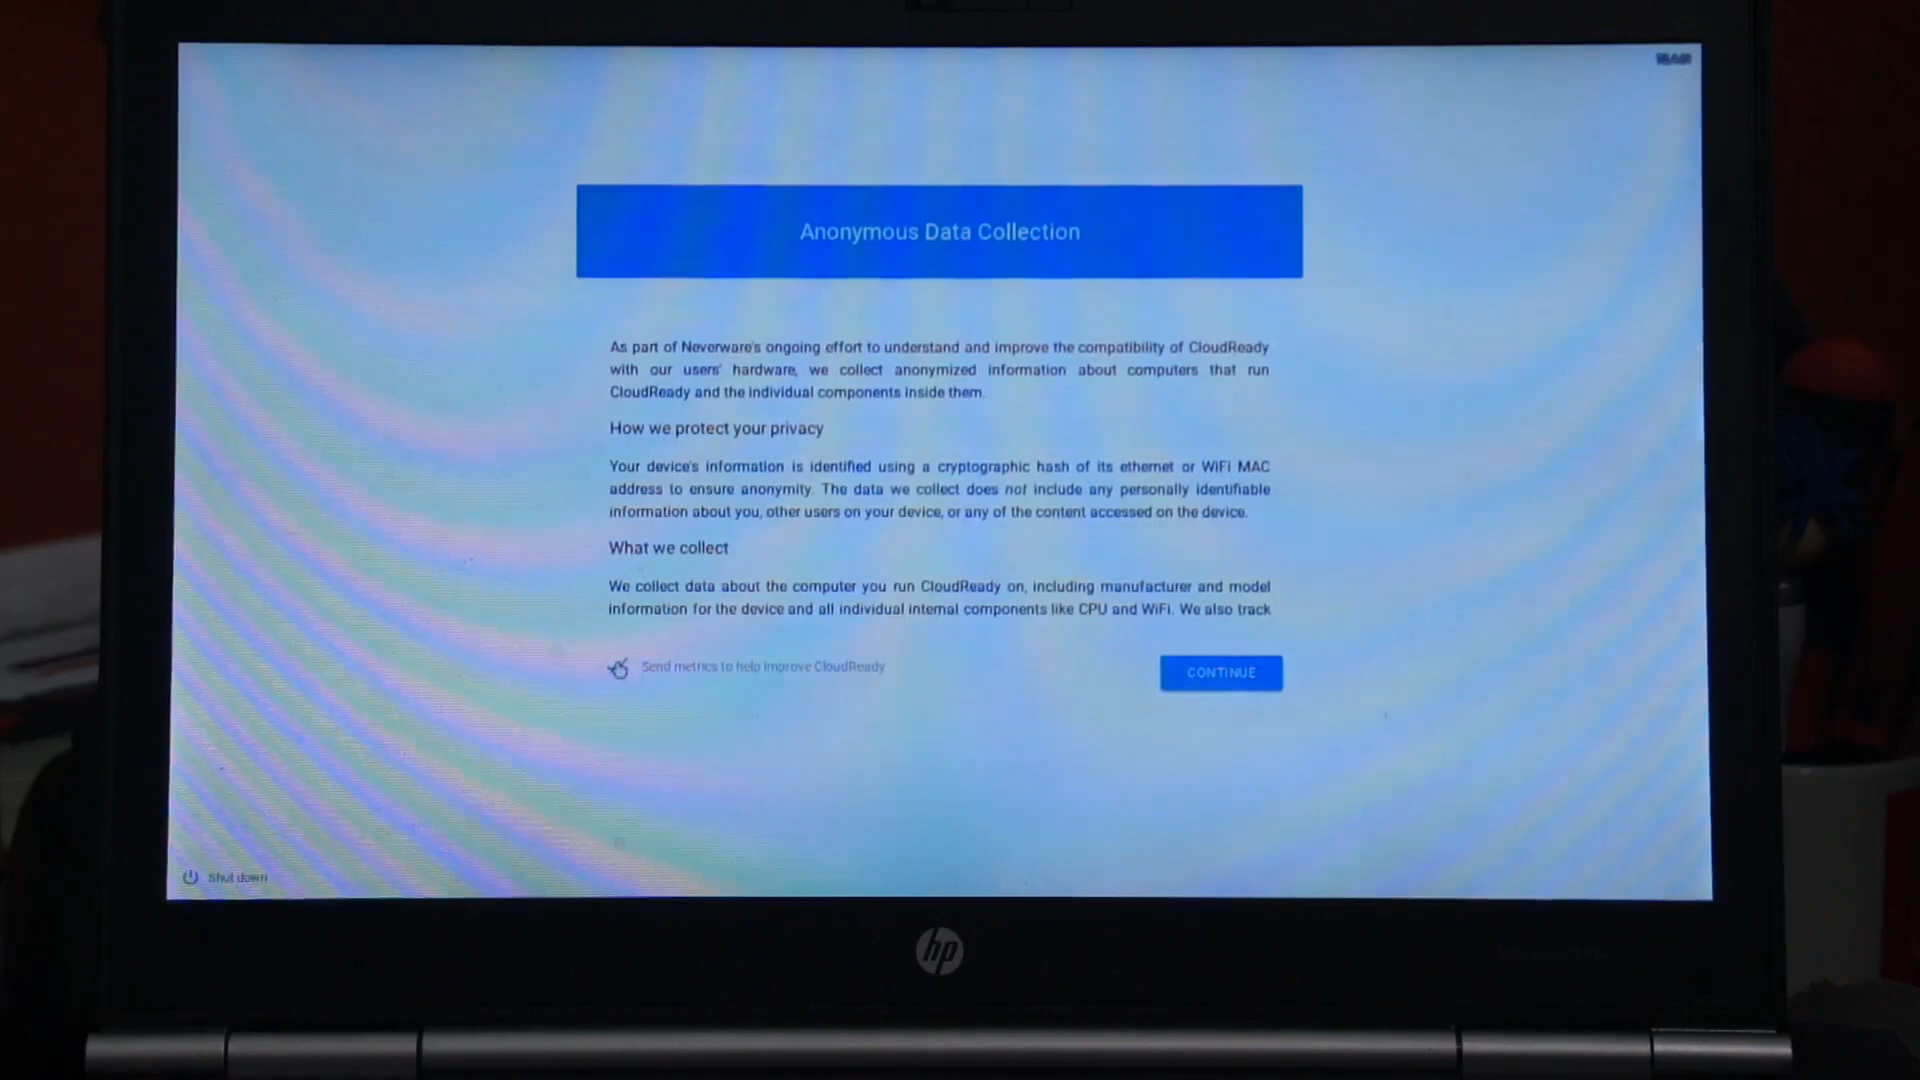 Anonymous Data Collection
As part of Neverware's ongoing effort to understand and improve the compatibility of CloudReady
with our users' hardware, we collect anonymized information about computers that run
CloudReady and the individual components inside them.
How we protect your privacy
Your device's information is identified using a cryptographic hash of its ethernet or WiFi MAC
address to ensure anonymity. The data we collect does not include any personally identifiable
information about you, other users on your device, or any of the content accessed on the device.
What we collect
We collect data about the computer you run CloudReady on, including manufacturer and model
information for the device and all individual internal components like CPU and WiFi. We also track
Send metrics to help improve CloudReady
CONTINUE
Shut down
hp